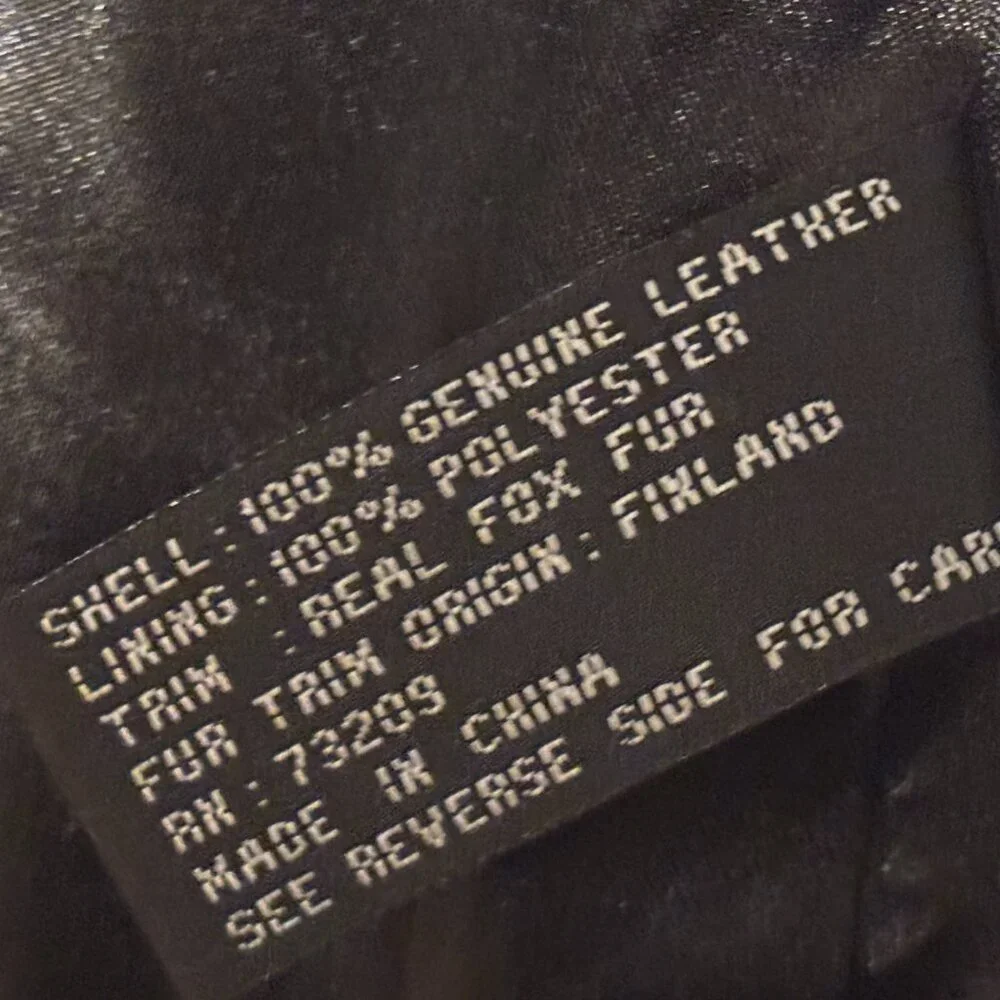 SHELL:100% GENUINE LEATHER
LINING:100% POLYESTER
TRIM :REAL FOX FUR
FUR TRIM ORIGIN:FINLAND
RN:73209
MADE IN CHINA
SEE REVERSE SIDE FOR CAR